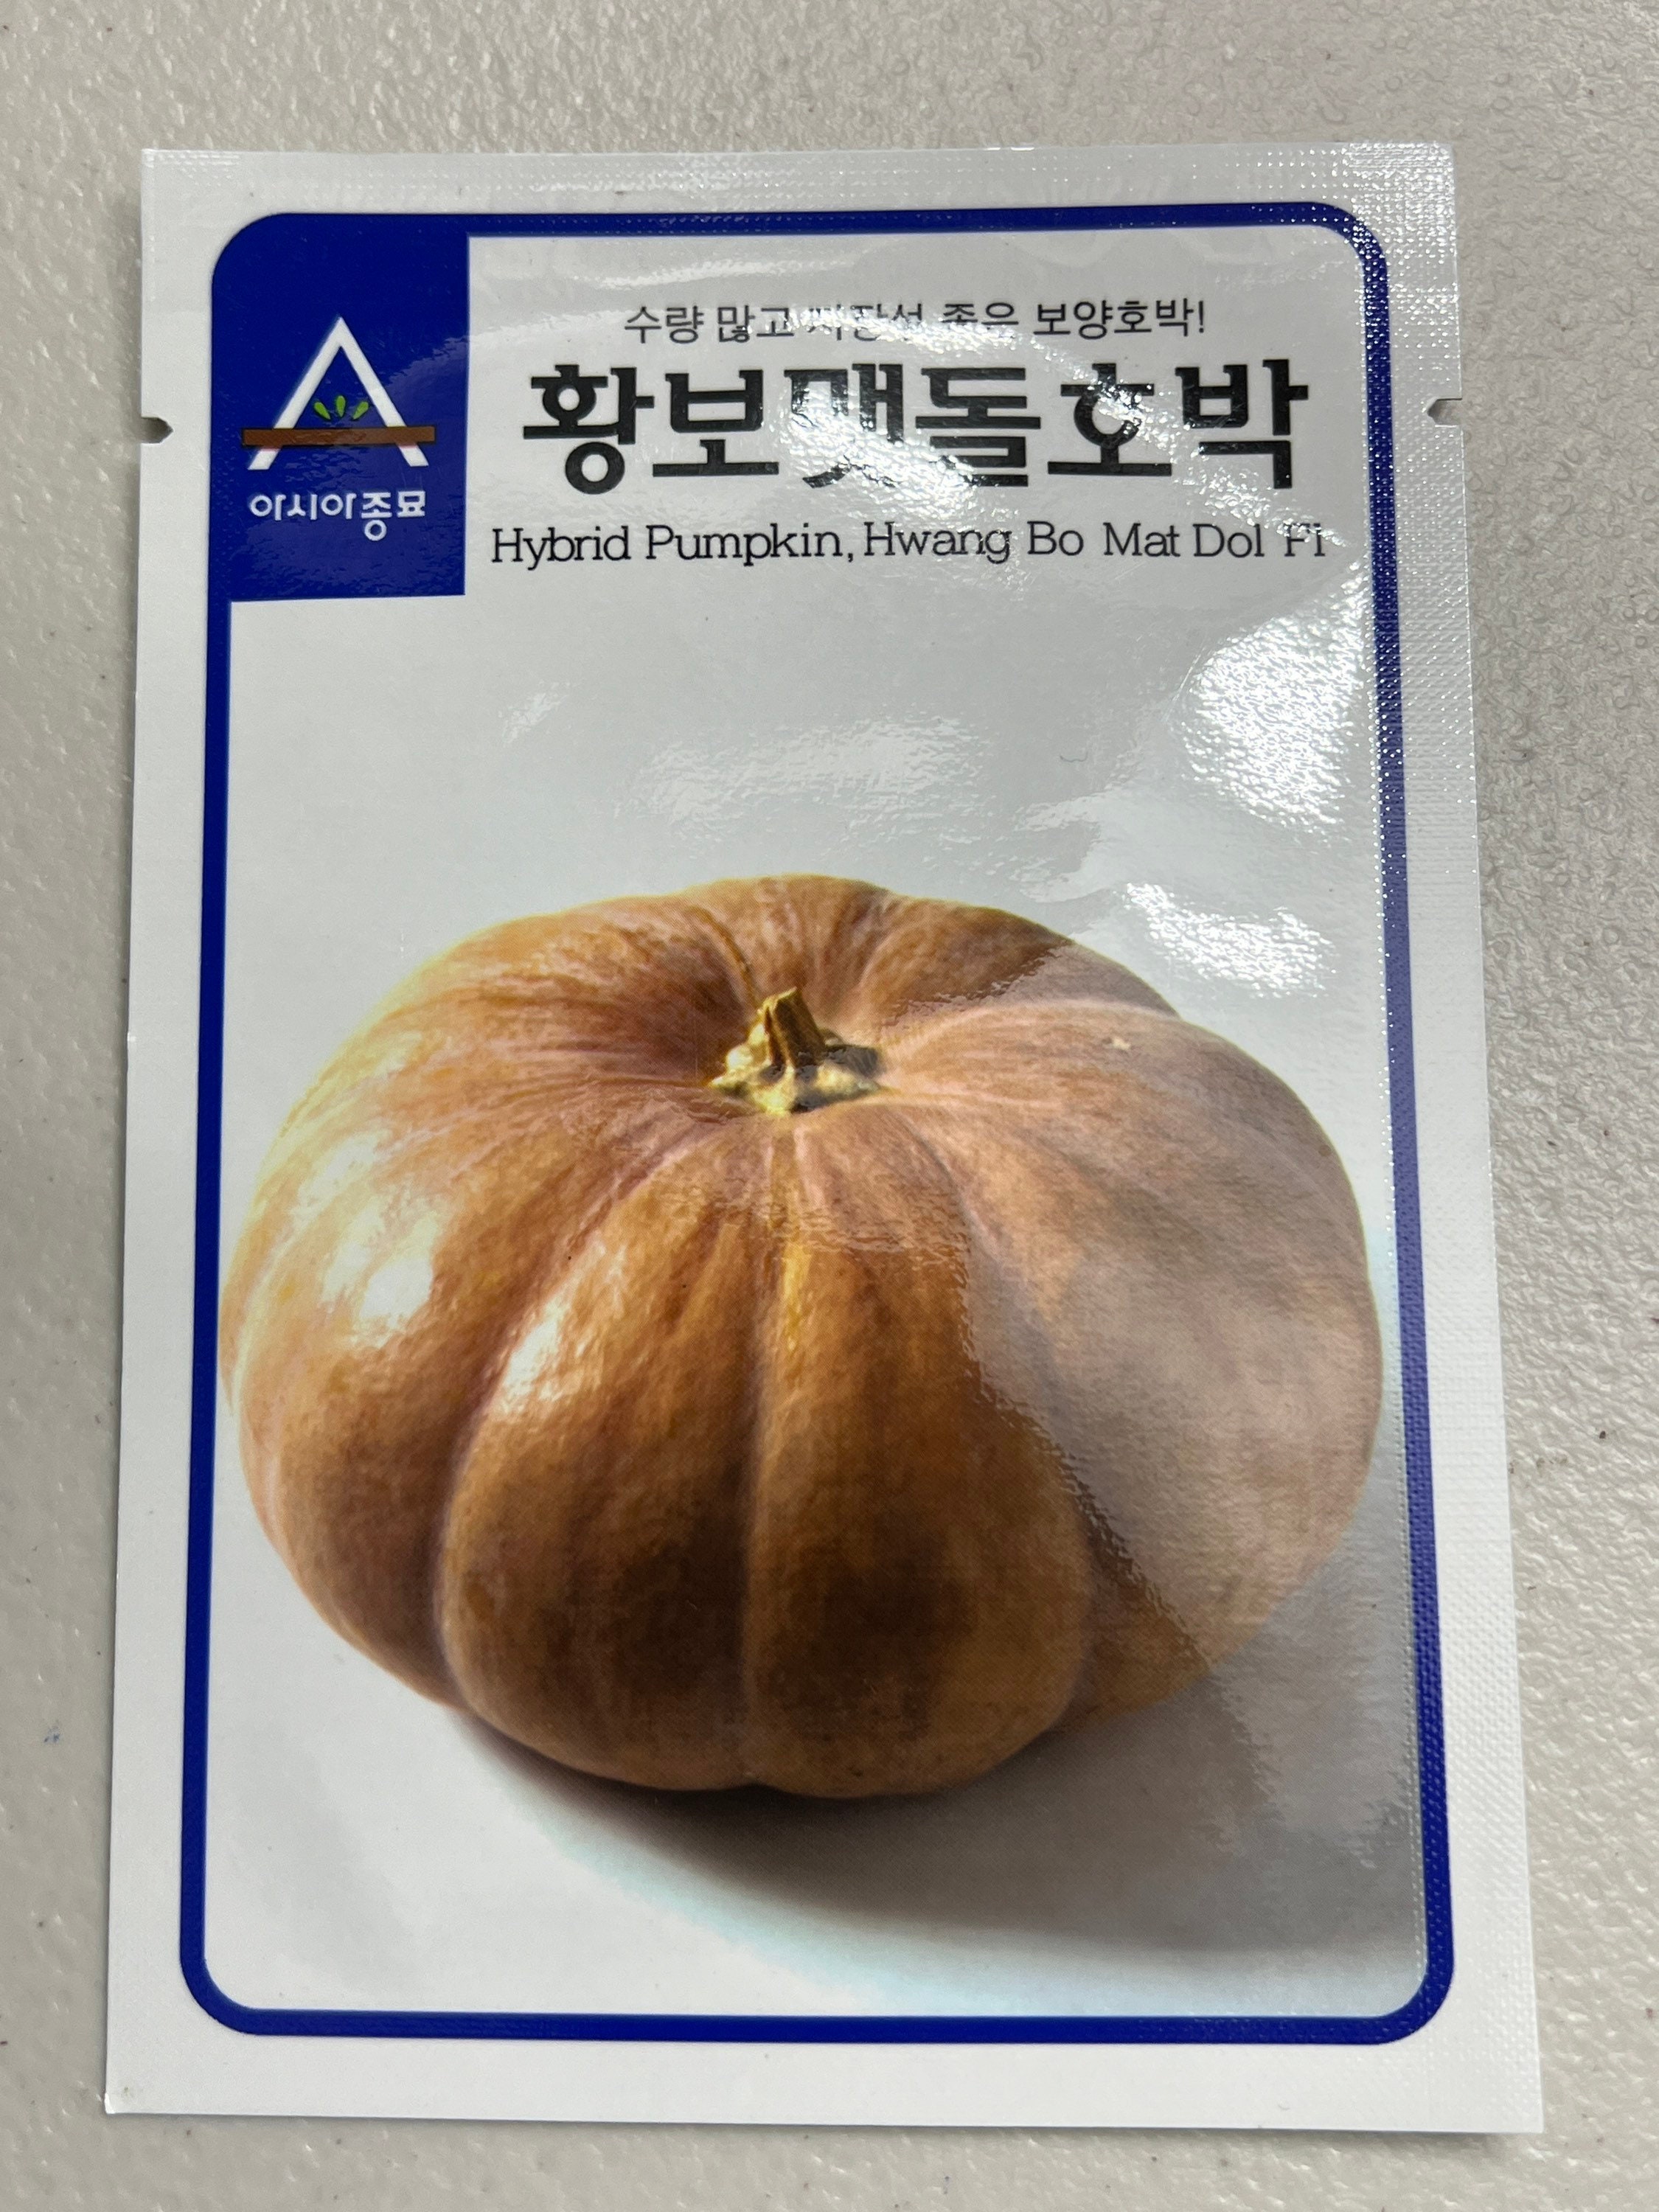 아시아종묘
수량 많고 저장성 좋은 보양호박!
황보맷돌호박
Hybrid Pumpkin, Hwang Bo Mat Dol F1